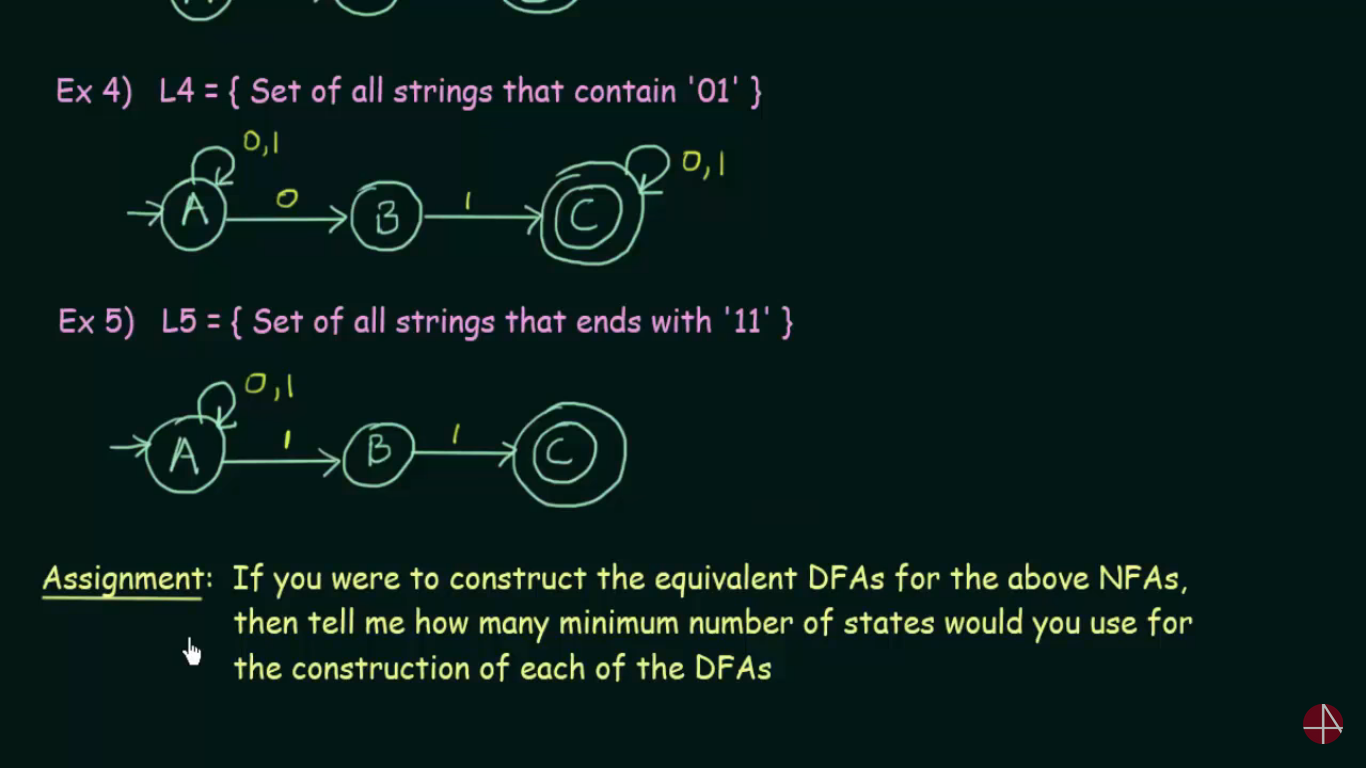 Ex 4) L4 = { Set of all strings that contain '01' }
0,1
0,1
A
0
B
1
C
Ex 5) L5 = { Set of all strings that ends with '11' }
0,1
A
1
B
1
C
Assignment: If you were to construct the equivalent DFAs for the above NFAs,
then tell me how many minimum number of states would you use for
the construction of each of the DFAs